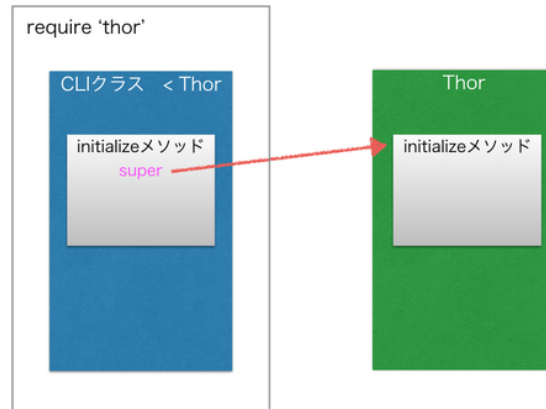 require ‘thor’
CLIクラス < Thor
initializeメソッド
super
Thor
initializeメソッド